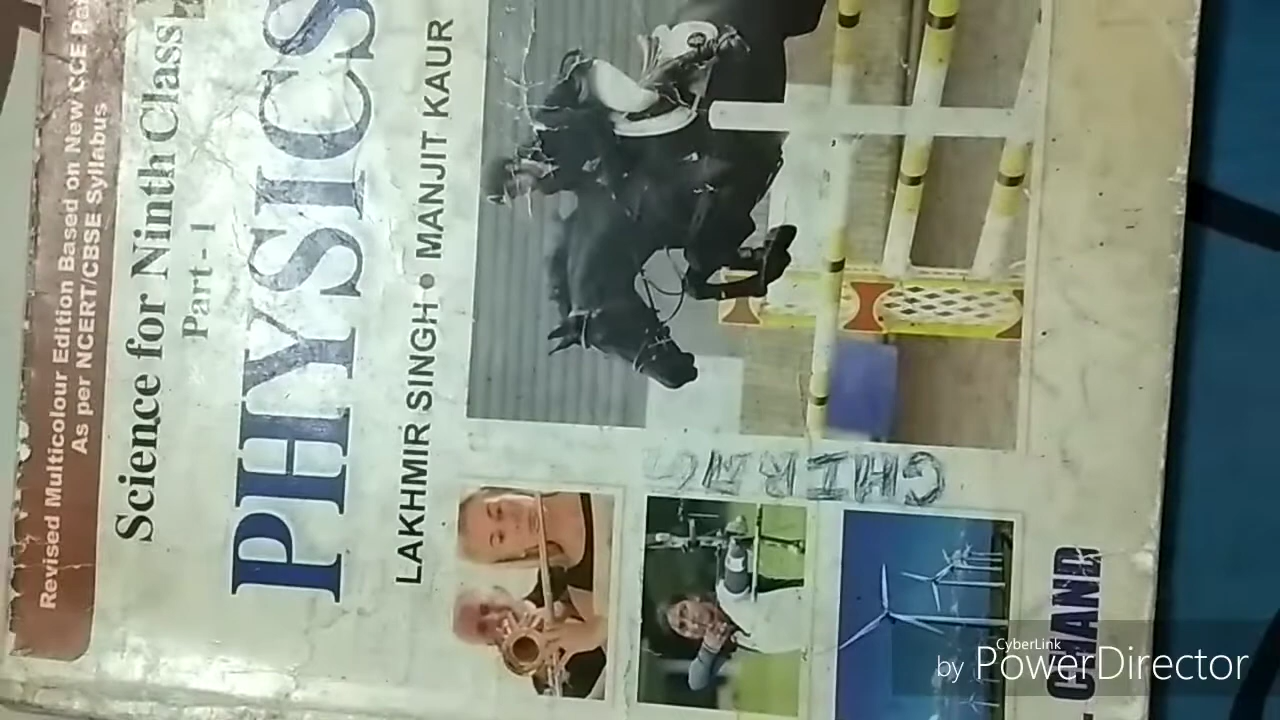 Revised Multicolour Edition Based on New CCE
As per NCERT/CBSE Syllabus
Science for Ninth Class
Part - 1
PHYSICS
LAKHMIR SINGH • MANJIT KAUR
CHIRAG
CHAND
CyberLink
by PowerDirector